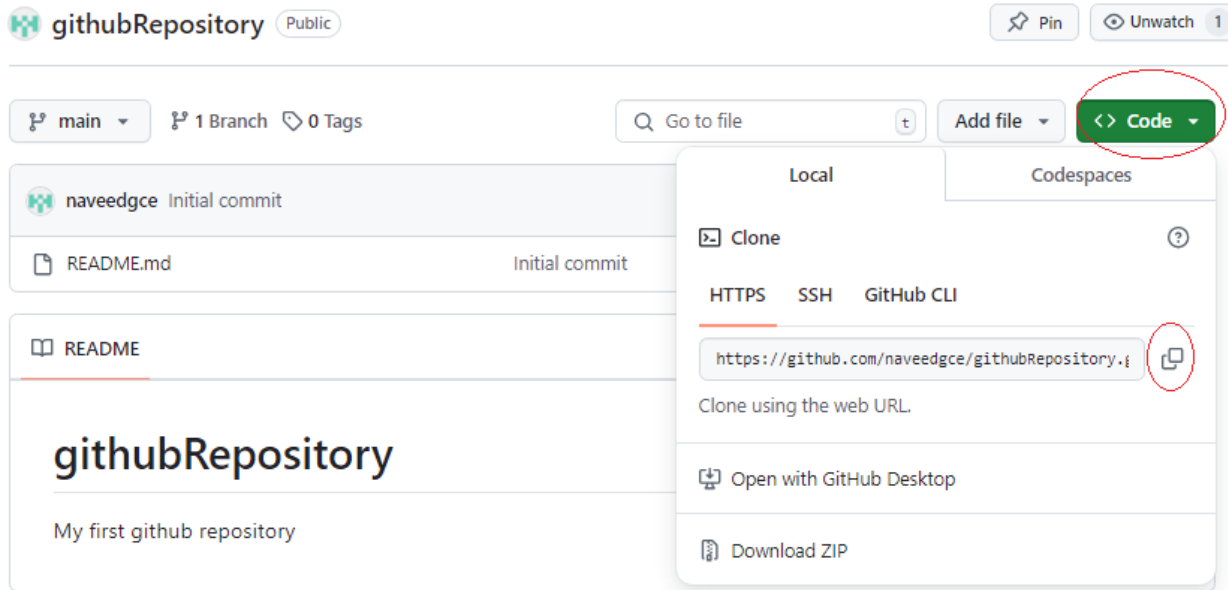 githubRepository Public Pin Unwatch 1
main 1 Branch 0 Tags Go to file t Add file <> Code
Local Codespaces
naveedgce Initial commit
Clone
README.md Initial commit
HTTPS SSH GitHub CLI
README
https://github.com/naveedgce/githubRepository.g
Clone using the web URL.
githubRepository
Open with GitHub Desktop
My first github repository
Download ZIP